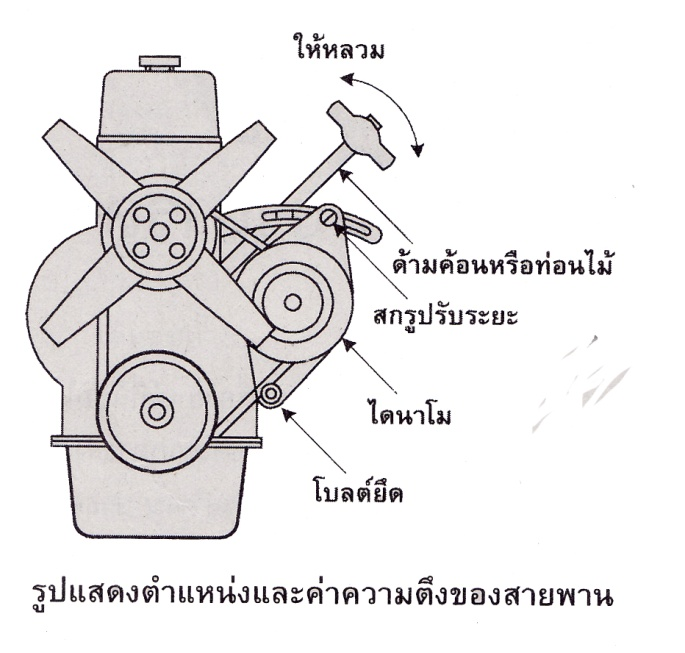 ให้หลวม
ด้ามค้อนหรือท่อนไม้
สกรูปรับระยะ
ไดนาโม
โบลต์ยึด
รูปแสดงตำแหน่งและค่าความตึงของสายพาน